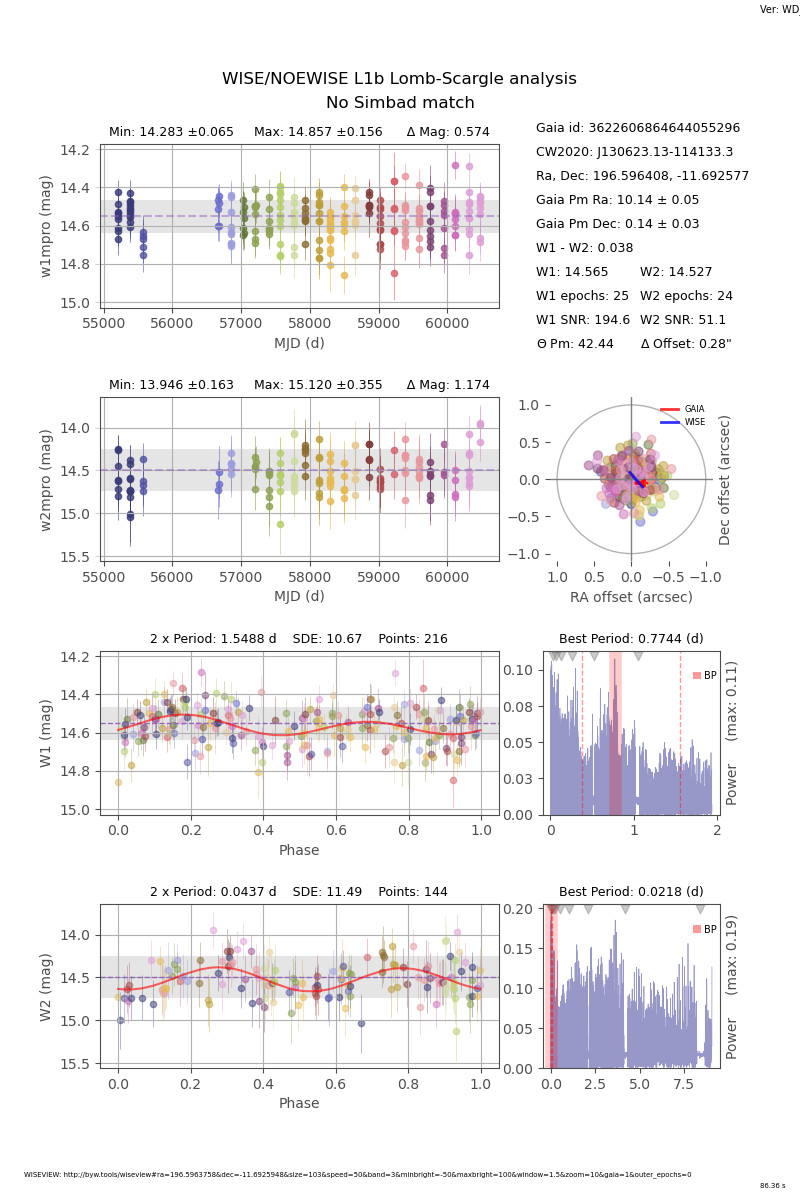 Ver: WD_
WISE/NOEWISE L1b Lomb-Scargle analysis
No Simbad match
Min: 14.283 ±0.065 Max: 14.857 ±0.156 Δ Mag: 0.574
14.2
14.4
14.6
14.8
15.0
w1mpro (mag)
55000 56000 57000 58000 59000 60000
MJD (d)
Gaia id: 3622606864644055296
CW2020: J130623.13-114133.3
Ra, Dec: 196.596408, -11.692577
Gaia Pm Ra: 10.14 ± 0.05
Gaia Pm Dec: 0.14 ± 0.03
W1 - W2: 0.038
W1: 14.565 W2: 14.527
W1 epochs: 25 W2 epochs: 24
W1 SNR: 194.6 W2 SNR: 51.1
Θ Pm: 42.44 Δ Offset: 0.28"
Min: 13.946 ±0.163 Max: 15.120 ±0.355 Δ Mag: 1.174
14.0
14.5
15.0
15.5
w2mpro (mag)
55000 56000 57000 58000 59000 60000
MJD (d)
GAIA
WISE
1.0
0.5
0.0
−0.5
−1.0
Dec offset (arcsec)
1.0 0.5 0.0 −0.5 −1.0
RA offset (arcsec)
2 x Period: 1.5488 d SDE: 10.67 Points: 216
14.2
14.4
14.6
14.8
15.0
W1 (mag)
0.0 0.2 0.4 0.6 0.8 1.0
Phase
Best Period: 0.7744 (d)
BP
0.10
0.08
0.05
0.03
0.00
Power (max: 0.11)
0 1 2
2 x Period: 0.0437 d SDE: 11.49 Points: 144
14.0
14.5
15.0
15.5
W2 (mag)
0.0 0.2 0.4 0.6 0.8 1.0
Phase
Best Period: 0.0218 (d)
BP
0.20
0.15
0.10
0.05
0.00
Power (max: 0.19)
0.0 2.5 5.0 7.5
WISEVIEW: http://byw.tools/wiseview#ra=196.5963758&dec=-11.6925948&size=103&speed=50&band=3&minbright=-50&maxbright=100&window=1.5&zoom=10&gaia=1&outer_epochs=0
86.36 s